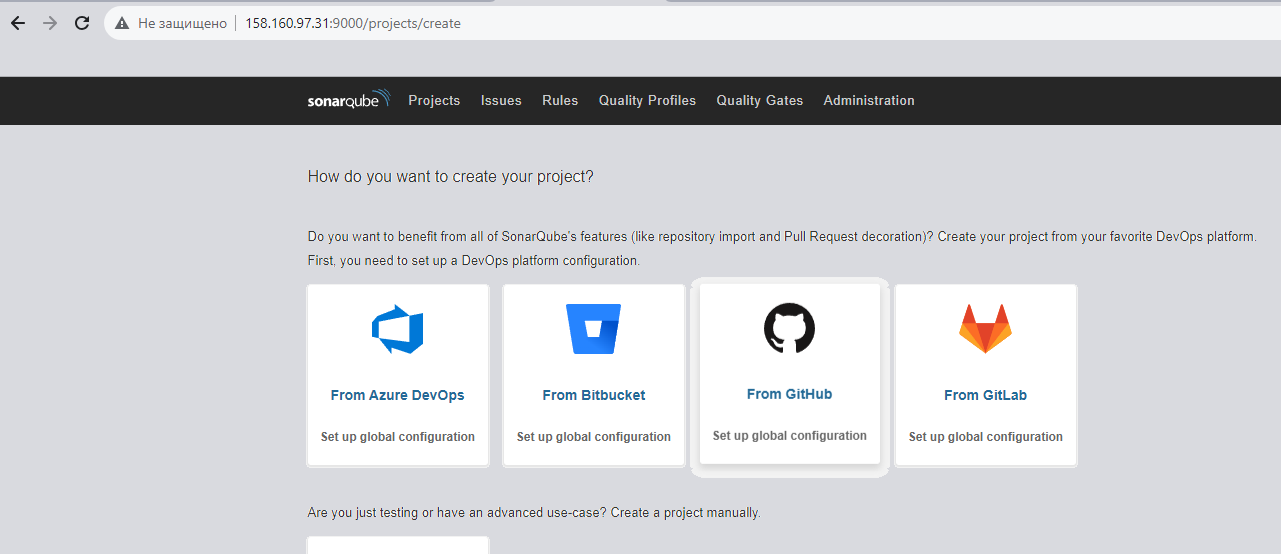 Не защищено 158.160.97.31:9000/projects/create
sonarqube Projects Issues Rules Quality Profiles Quality Gates Administration
How do you want to create your project?
Do you want to benefit from all of SonarQube's features (like repository import and Pull Request decoration)? Create your project from your favorite DevOps platform.
First, you need to set up a DevOps platform configuration.
From Azure DevOps From Bitbucket From GitHub From GitLab
Set up global configuration Set up global configuration Set up global configuration Set up global configuration
Are you just testing or have an advanced use-case? Create a project manually.